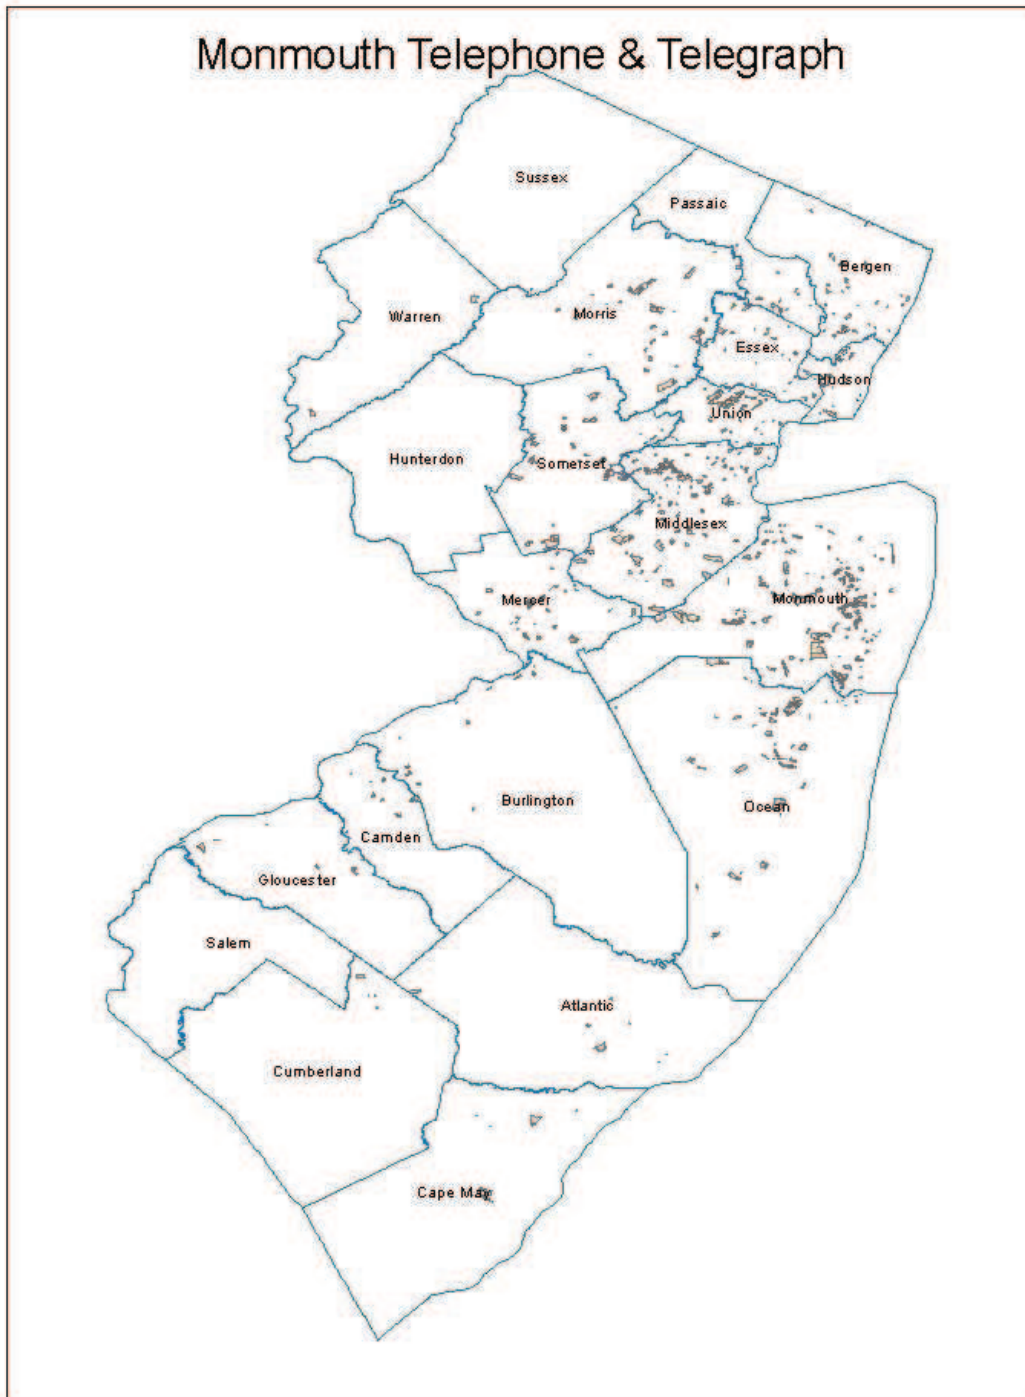 Monmouth Telephone & Telegraph
Sussex
Passaic
Bergen
Warren
Morris
Essex
Hudson
Union
Hunterdon
Somerset
Middlesex
Mercer
Monmouth
Burlington
Ocean
Camden
Gloucester
Salem
Atlantic
Cumberland
Cape May